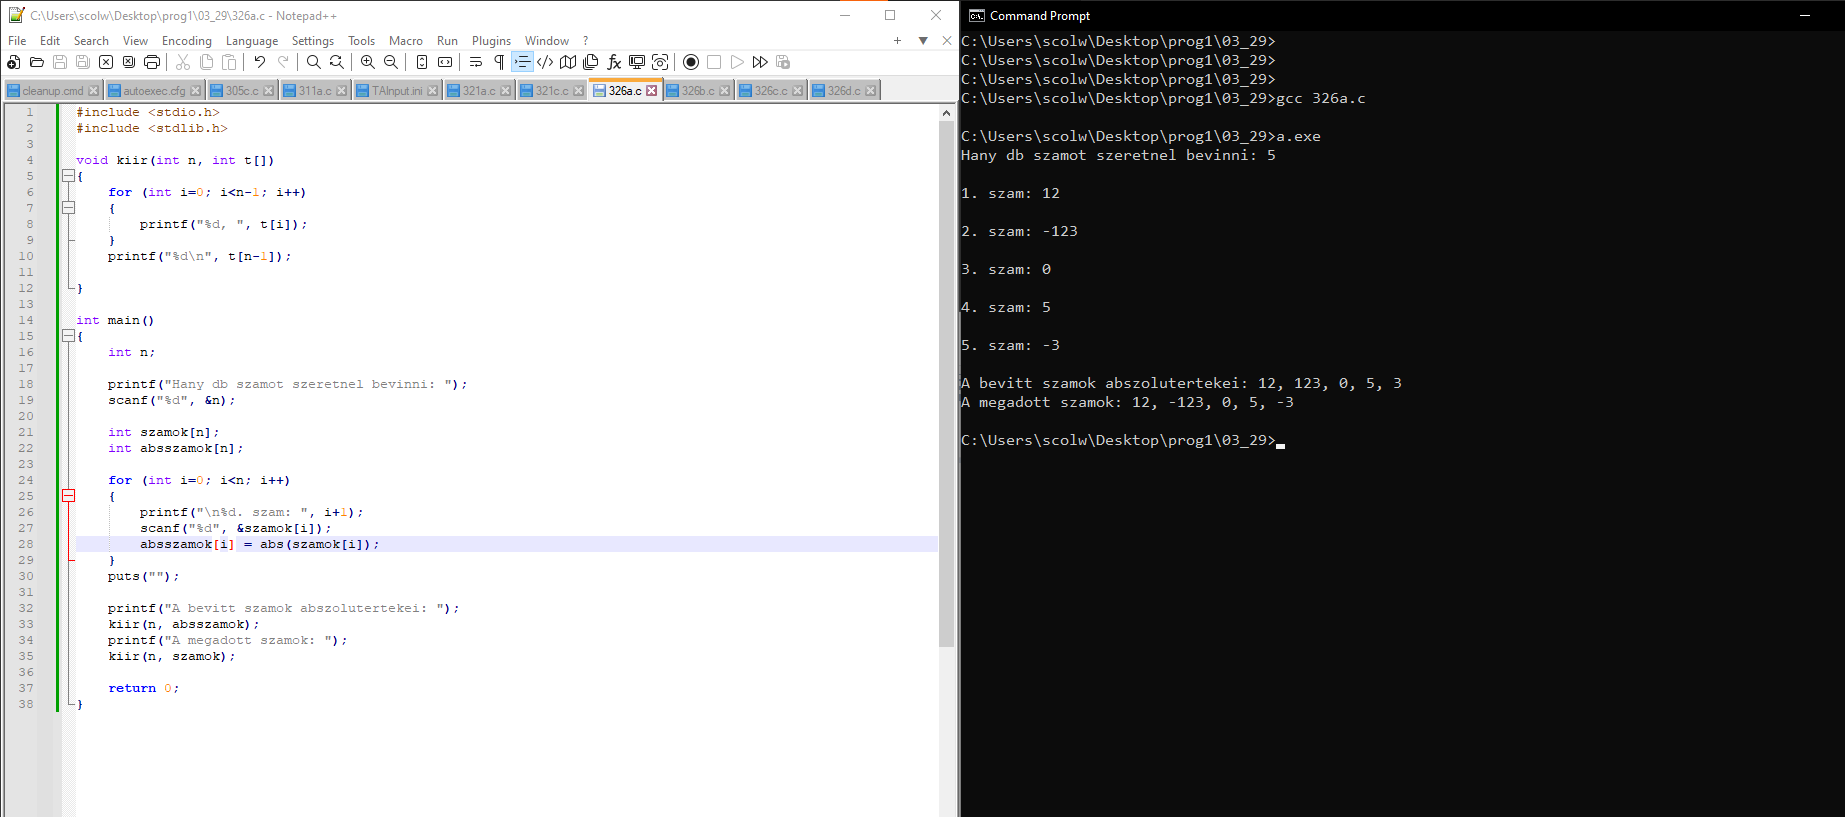 C:\Users\scolw\Desktop\prog1\03_29\326a.c - Notepad++
File Edit Search View Encoding Language Settings Tools Macro Run Plugins Window ?
cleanup.cmd autoexec.cfg 305c.c 311a.c TAInput.ini 321a.c 321c.c 326a.c 326b.c 326c.c 326d.c
1 #include <stdio.h>
2 #include <stdlib.h>
3
4 void kiir(int n, int t[])
5 {
6 for (int i=0; i<n-1; i++)
7 {
8 printf("%d, ", t[i]);
9 }
10 printf("%d\n", t[n-1]);
11
12 }
13
14 int main()
15 {
16 int n;
17
18 printf("Hany db szamot szeretnel bevinni: ");
19 scanf("%d", &n);
20
21 int szamok[n];
22 int absszamok[n];
23
24 for (int i=0; i<n; i++)
25 {
26 printf("\n%d. szam: ", i+1);
27 scanf("%d", &szamok[i]);
28 absszamok[i] = abs(szamok[i]);
29 }
30 puts("");
31
32 printf("A bevitt szamok abszolutertekei: ");
33 kiir(n, absszamok);
34 printf("A megadott szamok: ");
35 kiir(n, szamok);
36
37 return 0;
38 }
Command Prompt
C:\Users\scolw\Desktop\prog1\03_29>
C:\Users\scolw\Desktop\prog1\03_29>
C:\Users\scolw\Desktop\prog1\03_29>
C:\Users\scolw\Desktop\prog1\03_29>gcc 326a.c
C:\Users\scolw\Desktop\prog1\03_29>a.exe
Hany db szamot szeretnel bevinni: 5
1. szam: 12
2. szam: -123
3. szam: 0
4. szam: 5
5. szam: -3
A bevitt szamok abszolutertekei: 12, 123, 0, 5, 3
A megadott szamok: 12, -123, 0, 5, -3
C:\Users\scolw\Desktop\prog1\03_29>